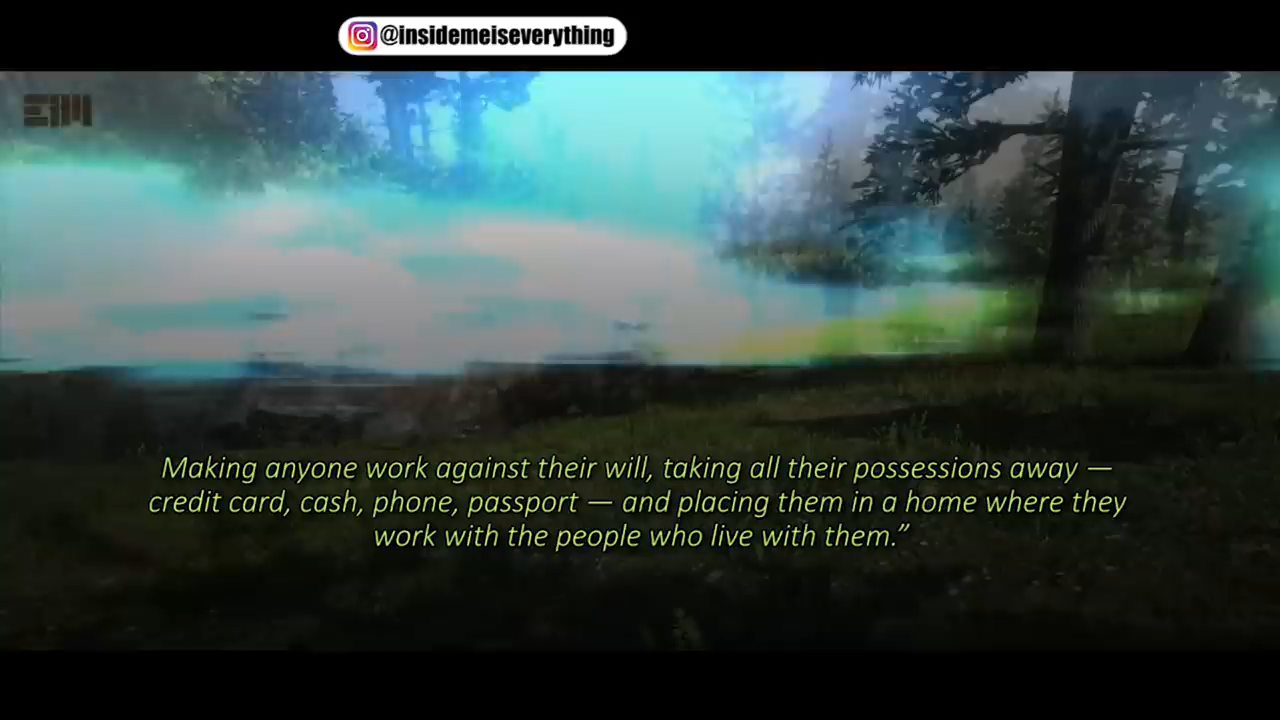 @insidemeiseverything
Making anyone work against their will, taking all their possessions away —
credit card, cash, phone, passport — and placing them in a home where they
work with the people who live with them.”